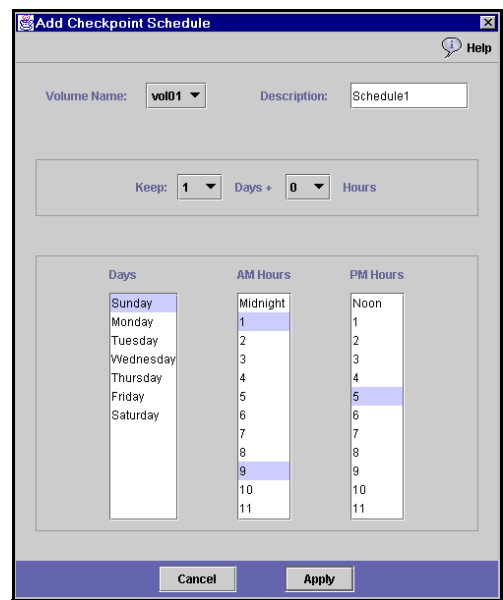 Add Checkpoint Schedule
Help
Volume Name: vol01 Description: Schedule1
Keep: 1 Days + 0 Hours
Days AM Hours PM Hours
Sunday Midnight Noon
Monday 1 1
Tuesday 2 2
Wednesday 3 3
Thursday 4 4
Friday 5 5
Saturday 6 6
7 7
8 8
9 9
10 10
11 11
Cancel Apply